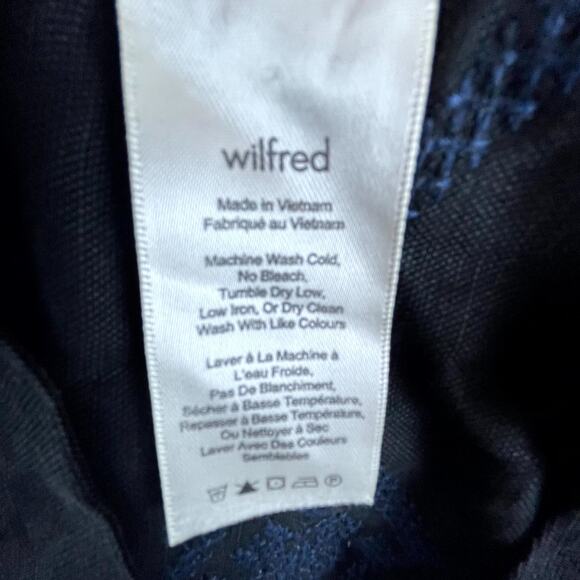 wilfred
Made in Vietnam
Fabriqué au Vietnam
Machine Wash Cold,
No Bleach,
Tumble Dry Low,
Low Iron, Or Dry Clean
Wash With Like Colours
Laver à La Machine à
L'eau Froide,
Pas De Blanchiment,
Sécher à Basse Température,
Repasser à Basse Température,
Ou Nettoyer à Sec
Laver Avec Des Couleurs
Semblables